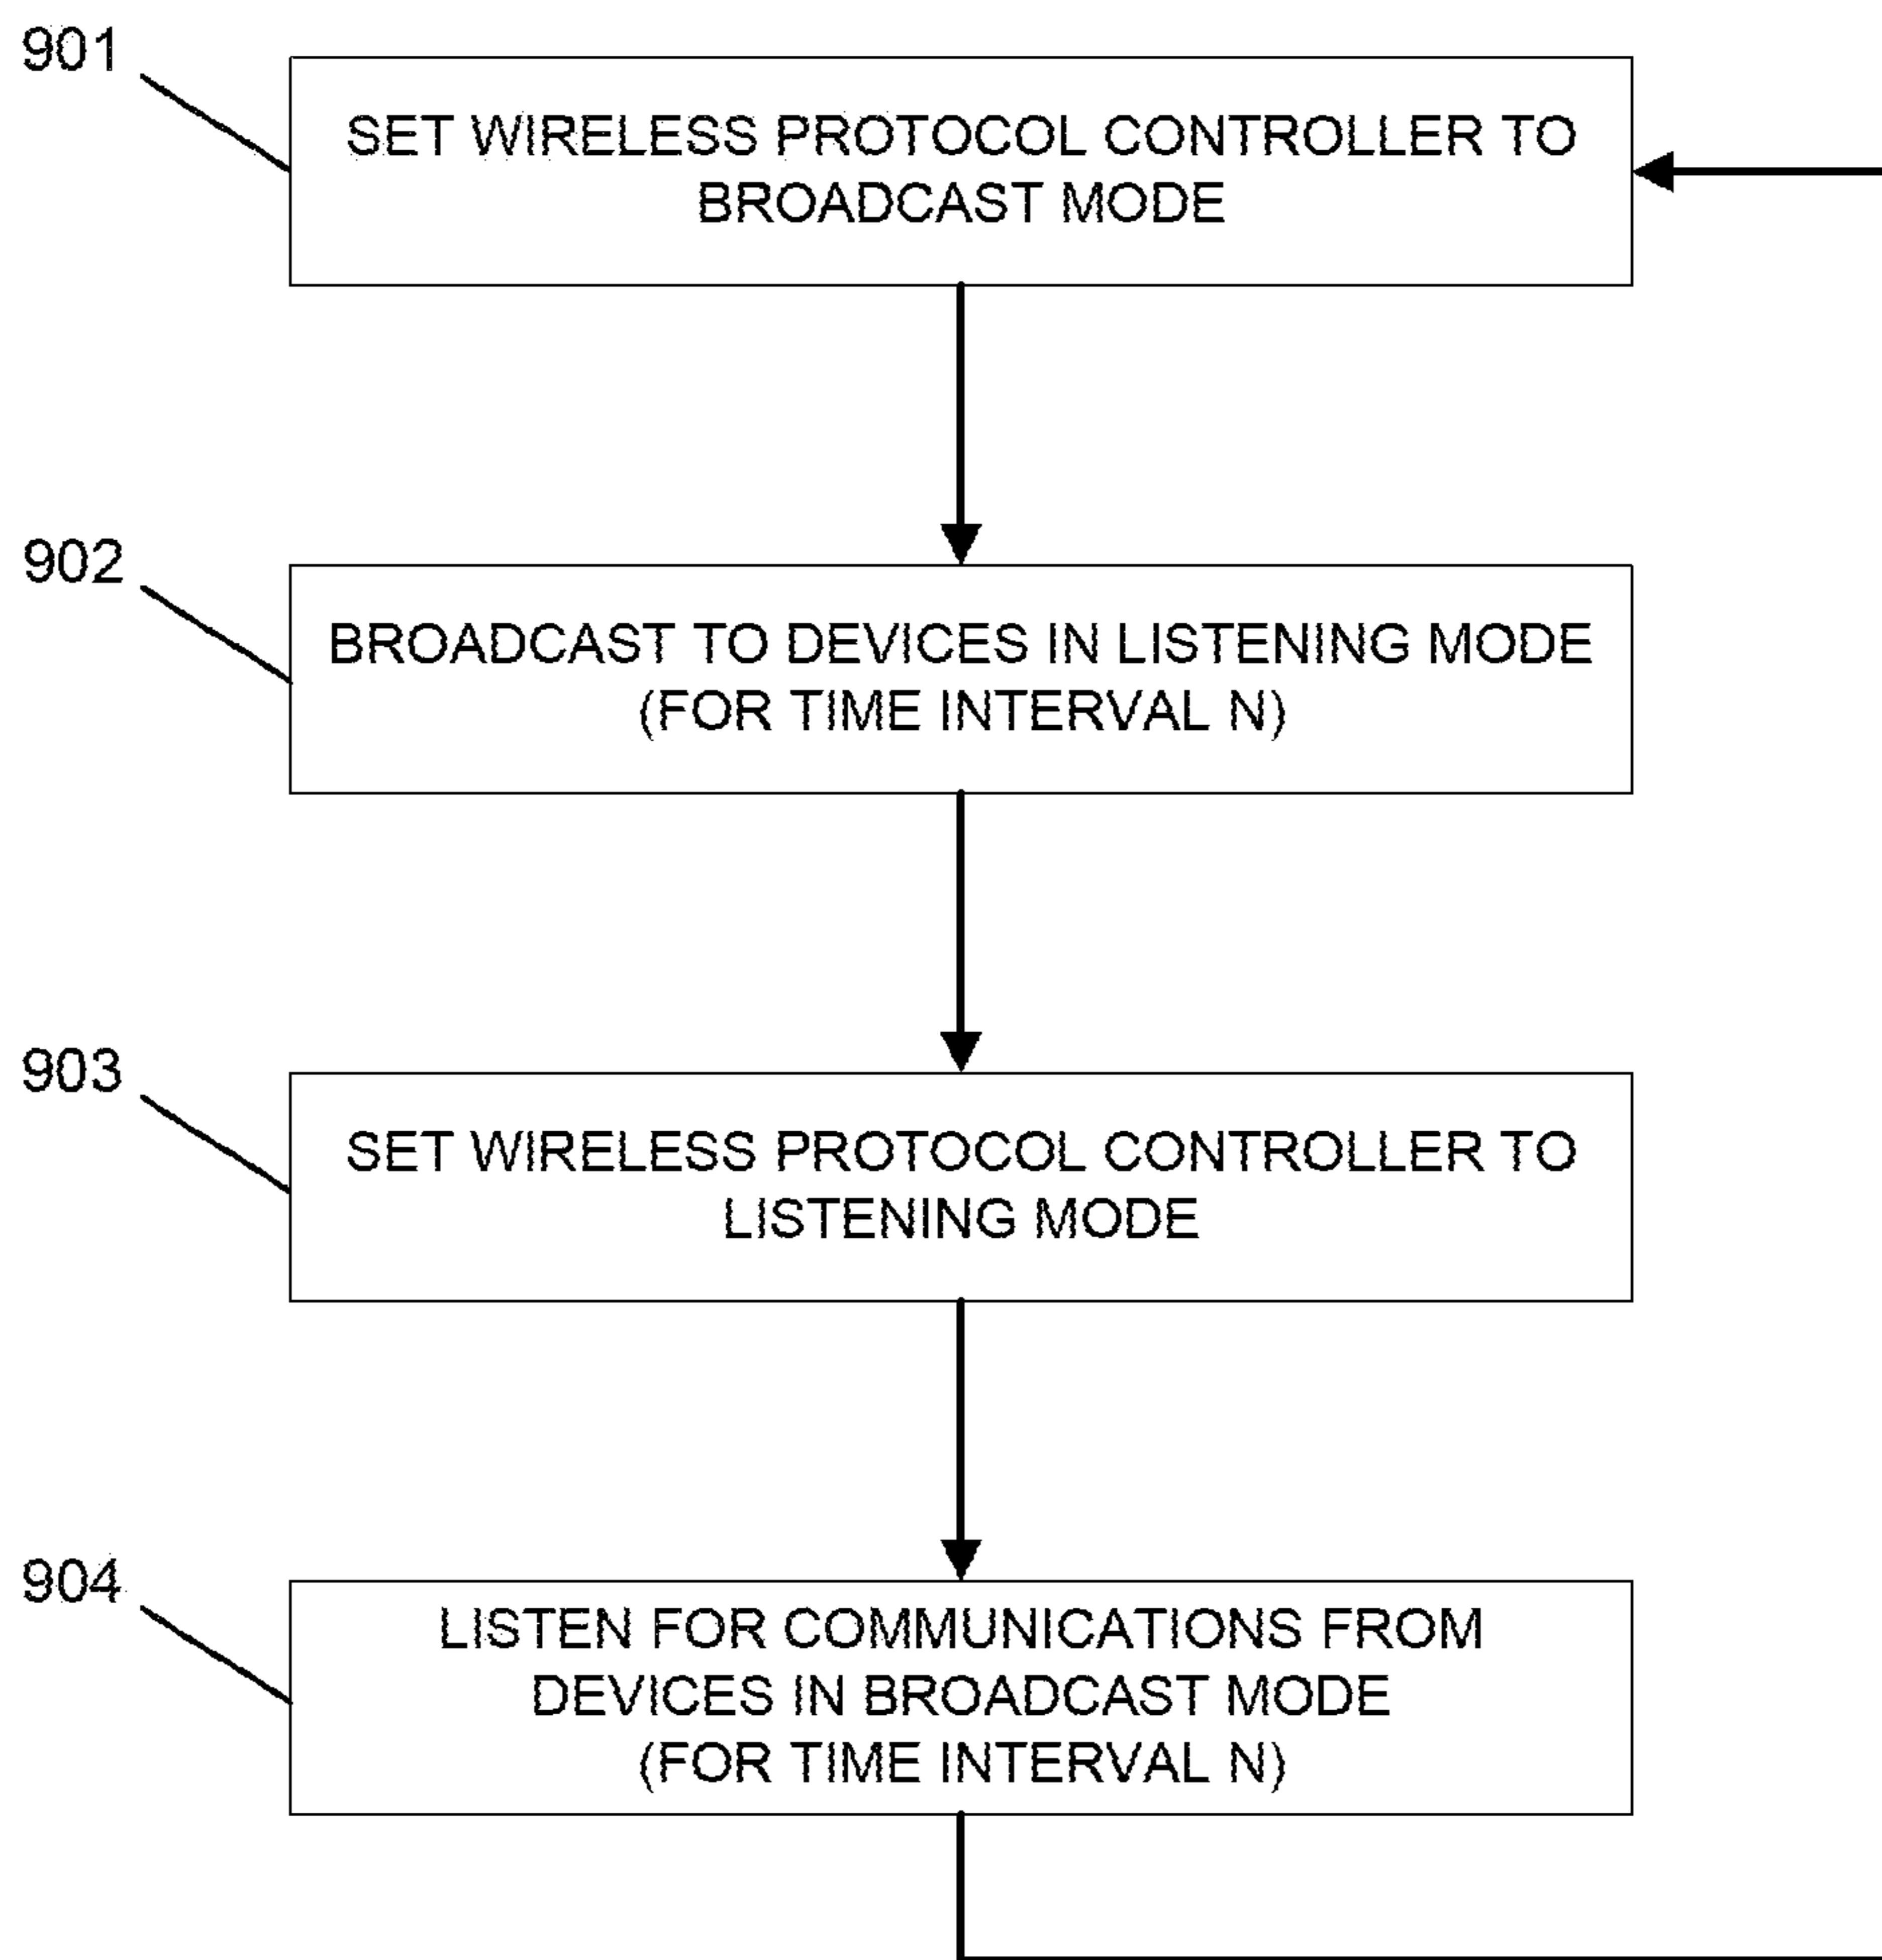 901
SET WIRELESS PROTOCOL CONTROLLER TO
BROADCAST MODE
902
BROADCAST TO DEVICES IN LISTENING MODE
(FOR TIME INTERVAL N)
903
SET WIRELESS PROTOCOL CONTROLLER TO
LISTENING MODE
904
LISTEN FOR COMMUNICATIONS FROM
DEVICES IN BROADCAST MODE
(FOR TIME INTERVAL N)